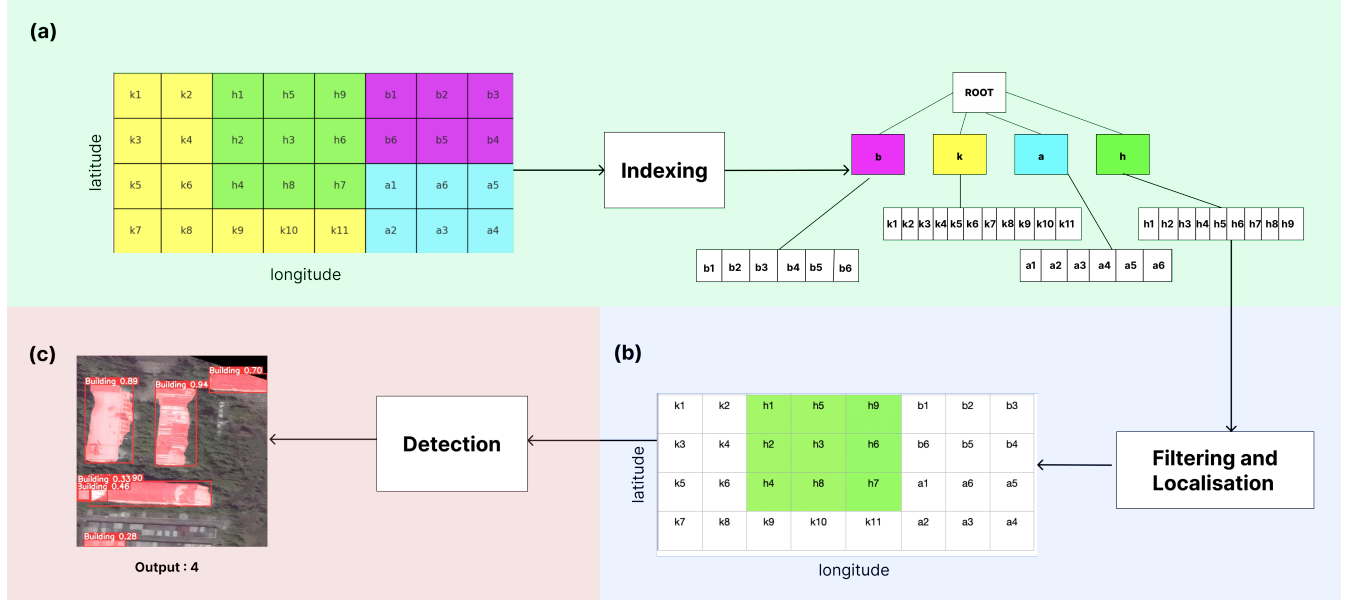 (a)
k1 k2 h1 h5 h9 b1 b2 b3
k3 k4 h2 h3 h6 b6 b5 b4
k5 k6 h4 h8 h7 a1 a6 a5
k7 k8 k9 k10 k11 a2 a3 a4
latitude
longitude
Indexing
ROOT
b k a h
k1 k2 k3 k4 k5 k6 k7 k8 k9 k10 k11
h1 h2 h3 h4 h5 h6 h7 h8 h9
b1 b2 b3 b4 b5 b6
a1 a2 a3 a4 a5 a6
(b)
k1 k2 h1 h5 h9 b1 b2 b3
k3 k4 h2 h3 h6 b6 b5 b4
k5 k6 h4 h8 h7 a1 a6 a5
k7 k8 k9 k10 k11 a2 a3 a4
latitude
longitude
Filtering and
Localisation
(c)
Building 0.70
Building 0.89
Building 0.94
Building 0.33 90
Building 0.46
Building 0.28
Output : 4
Detection